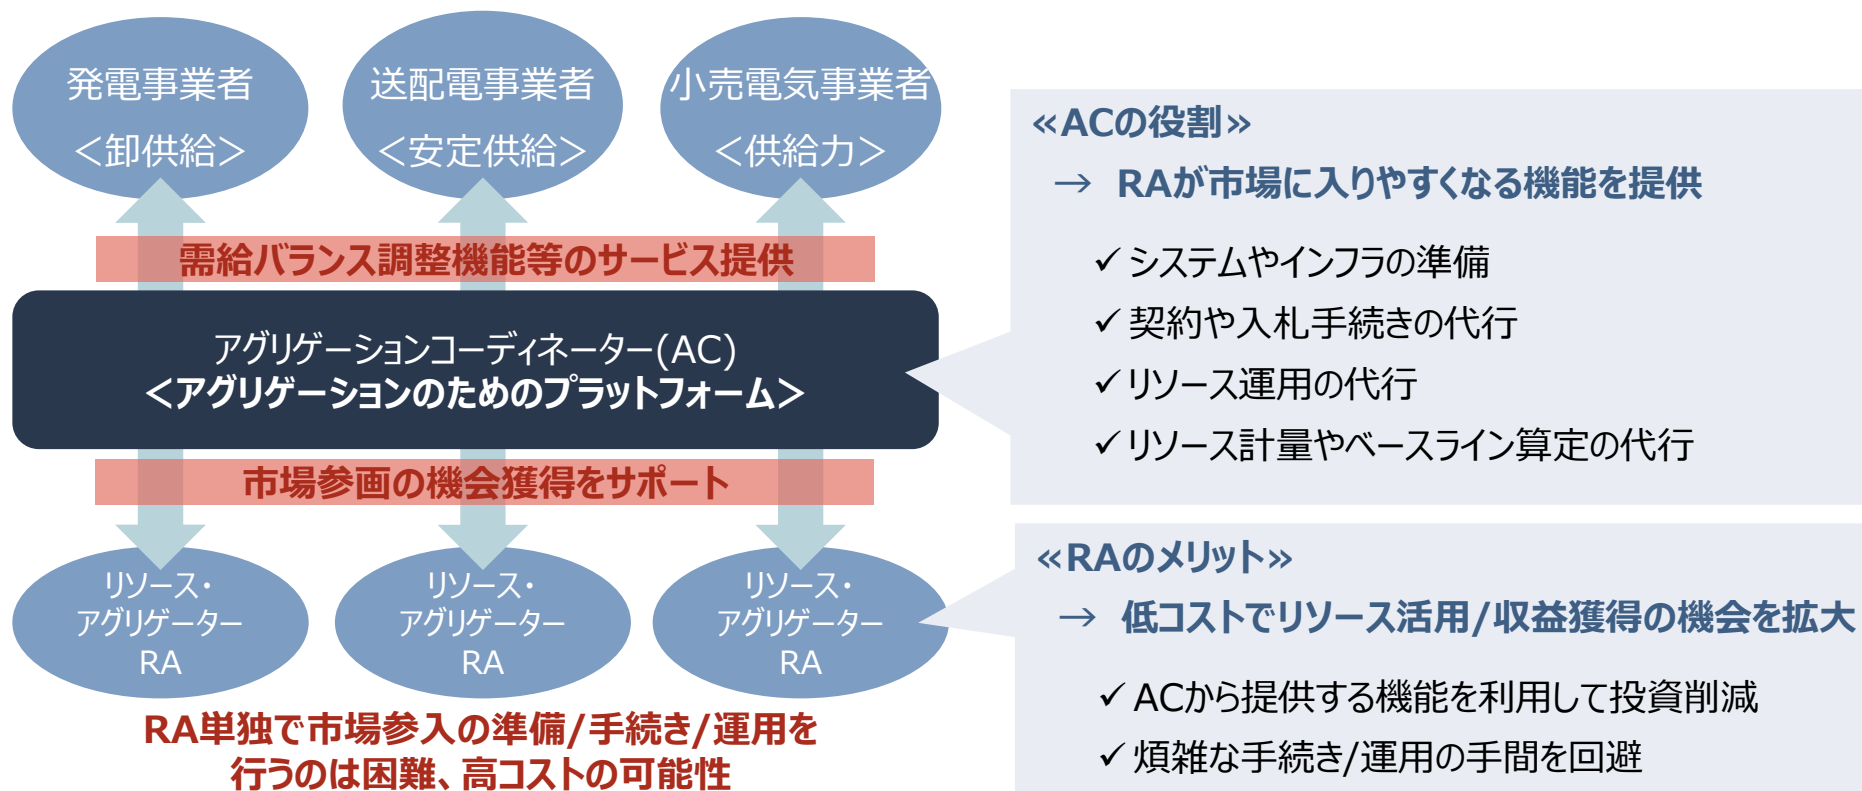 発電事業者
＜卸供給＞
送配電事業者
＜安定供給＞
小売電気事業者
＜供給力＞
需給バランス調整機能等のサービス提供
アグリゲーションコーディネーター(AC)
＜アグリゲーションのためのプラットフォーム＞
市場参画の機会獲得をサポート
リソース・
アグリゲーター
RA
リソース・
アグリゲーター
RA
リソース・
アグリゲーター
RA
RA単独で市場参入の準備/手続き/運用を
行うのは困難、高コストの可能性
≪ACの役割≫
→ RAが市場に入りやすくなる機能を提供
✓システムやインフラの準備
✓契約や入札手続きの代行
✓リソース運用の代行
✓リソース計量やベースライン算定の代行
≪RAのメリット≫
→ 低コストでリソース活用/収益獲得の機会を拡大
✓ACから提供する機能を利用して投資削減
✓煩雑な手続き/運用の手間を回避